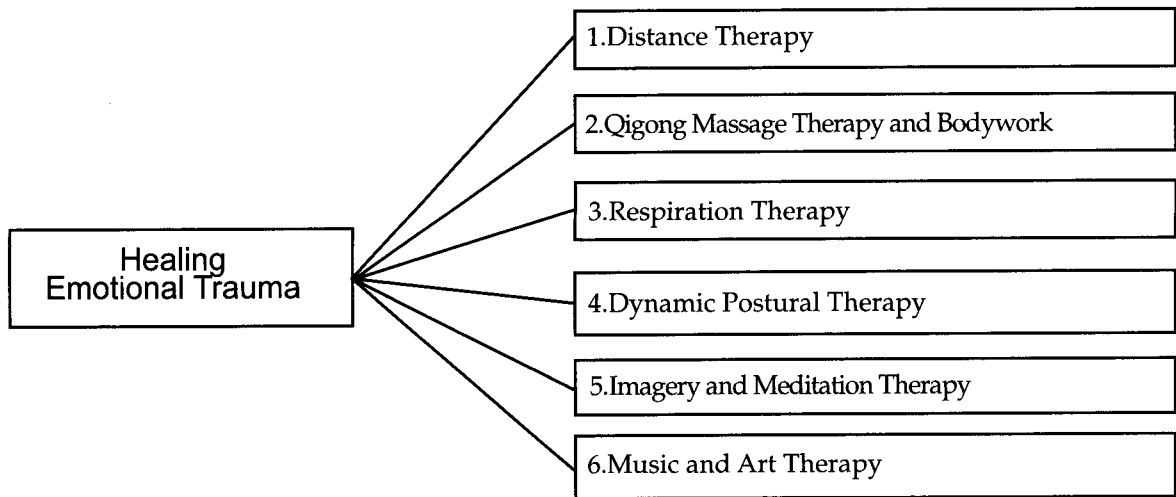 Healing
Emotional Trauma
1.Distance Therapy
2.Qigong Massage Therapy and Bodywork
3.Respiration Therapy
4.Dynamic Postural Therapy
5.Imagery and Meditation Therapy
6.Music and Art Therapy